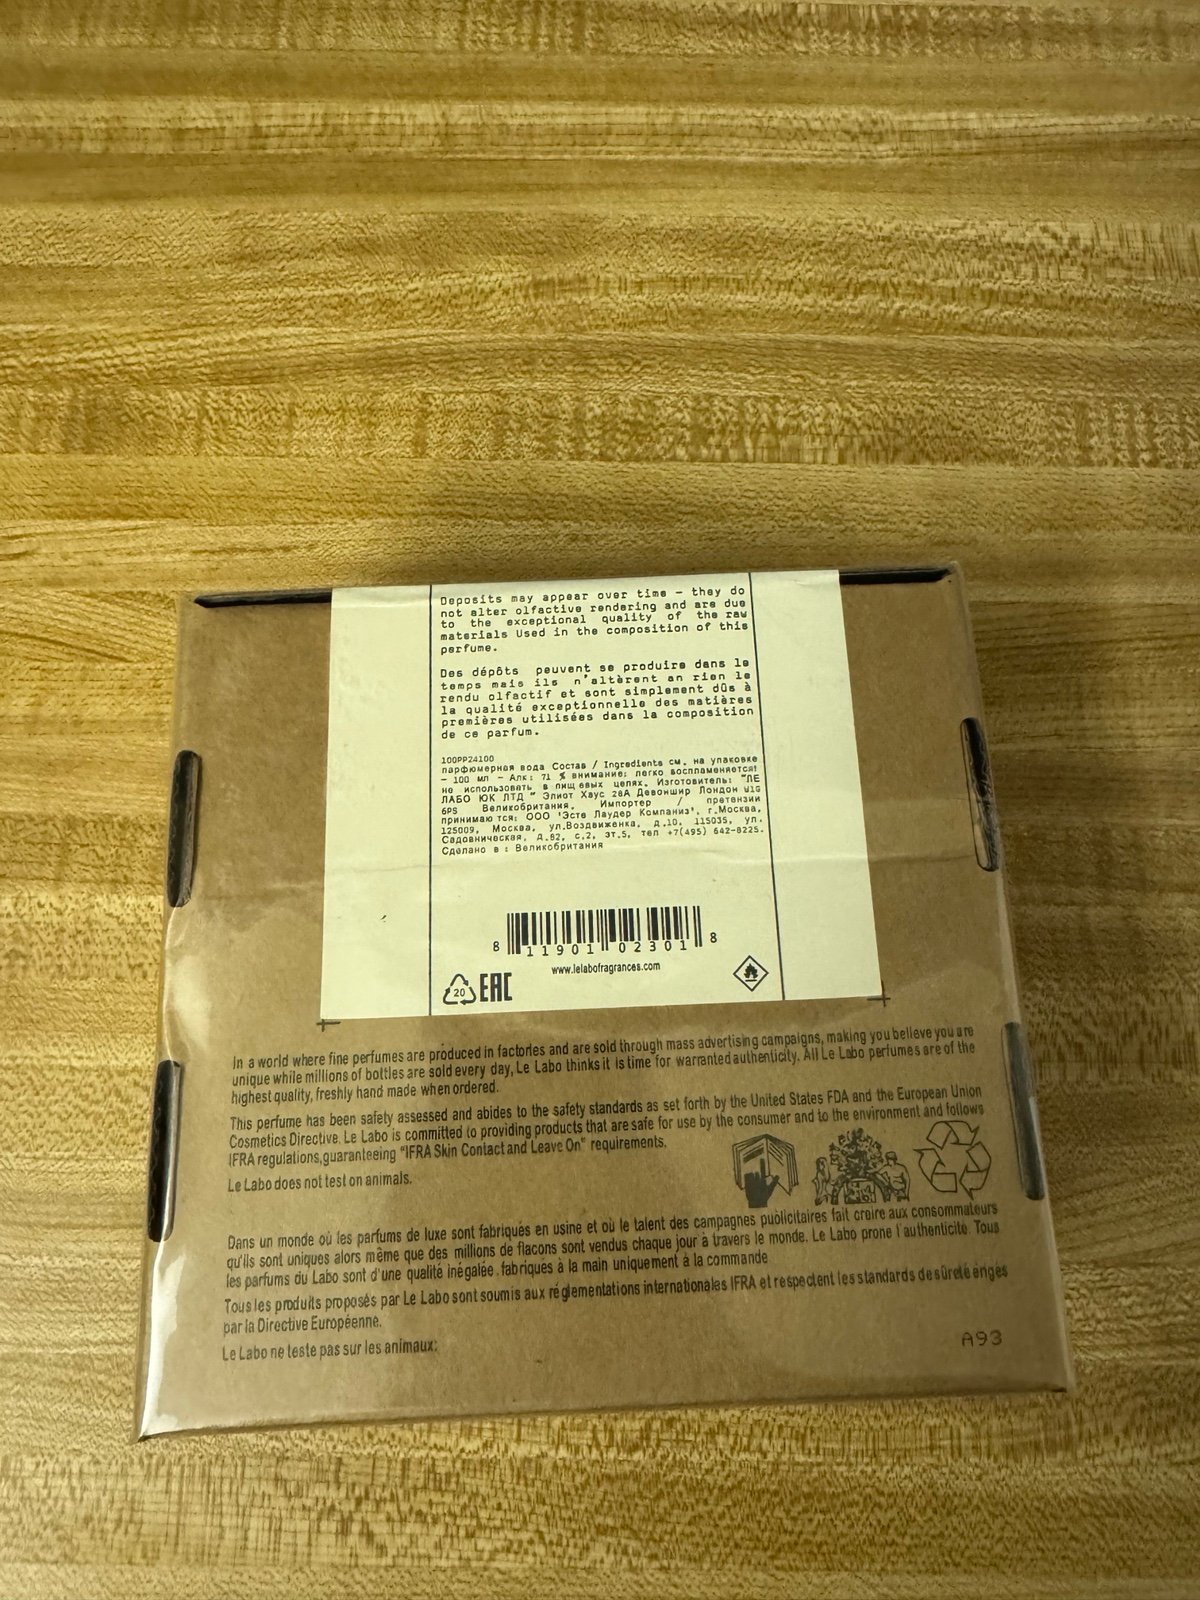 Deposits may appear over time - they do
not alter olfactive rendering and are due
to the exceptional quality of the raw
materials Used in the composition of this
perfume.
Des dépôts peuvent se produire dans le
temps mais ils n'altèrent an rien le
rendu olfactif et sont simplement dûs à
la qualité exceptionnelle des matières
premières utilisées dans la composition
de ce parfum.
100PP24100
парфюмерная вода Состав / Ingredients см. на упаковке
- 100 мл - Алк: 71 % внимание: легко воспламеняется!
не использовать в пищевых целях. Изготовитель: "ЛЕ
ЛАБО ЮК ЛТД " Элиот Хаус 28A Девоншир Лондон W1G
6PS Великобритания. Импортер / претензии
принимаются: ООО 'Эсте Лаудер Компаниз', г.Москва,
125009, Москва, ул.Воздвиженка, д.10, 115035, ул.
Садовническая, д.82, с.2, эт.5, тел +7(495) 642-8225.
Сделано в : Великобритания
8 11901 02301 8
www.lelabofragrances.com
20 EAC
In a world where fine perfumes are produced in factories and are sold through mass advertising campaigns, making you believe you are
unique while millions of bottles are sold every day, Le Labo thinks it is time for warranted authenticity. All Le Labo perfumes are of the
highest quality, freshly hand made when ordered.
This perfume has been safety assessed and abides to the safety standards as set forth by the United States FDA and the European Union
Cosmetics Directive. Le Labo is committed to providing products that are safe for use by the consumer and to the environment and follows
IFRA regulations,guaranteeing "IFRA Skin Contact and Leave On" requirements.
Le Labo does not test on animals.
Dans un monde où les parfums de luxe sont fabriqués en usine et où le talent des campagnes publicitaires fait croire aux consommateurs
qu'ils sont uniques alors même que des millions de flacons sont vendus chaque jour à travers le monde. Le Labo prone l'authenticité. Tous
les parfums du Labo sont d'une qualité inégalée. fabriqués à la main uniquement à la commande
Tous les produits proposés par Le Labo sont soumis aux réglementations internationales IFRA et respectent les standards de sûreté énges
par la Directive Européenne.
Le Labo ne teste pas sur les animaux:
A93